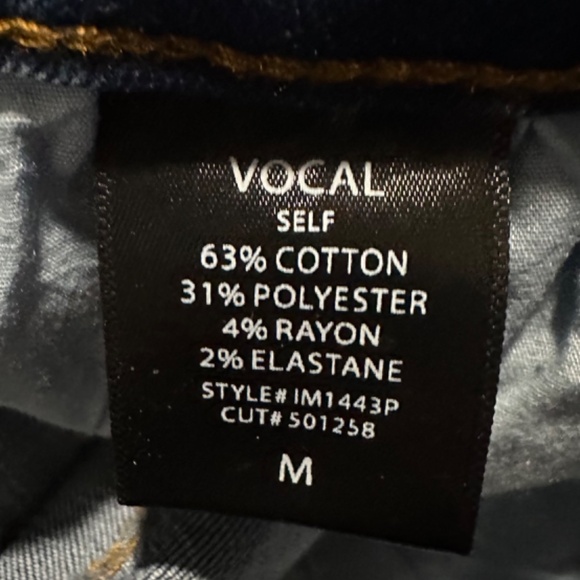 VOCAL
SELF
63% COTTON
31% POLYESTER
4% RAYON
2% ELASTANE
STYLE# IM1443P
CUT# 501258
M